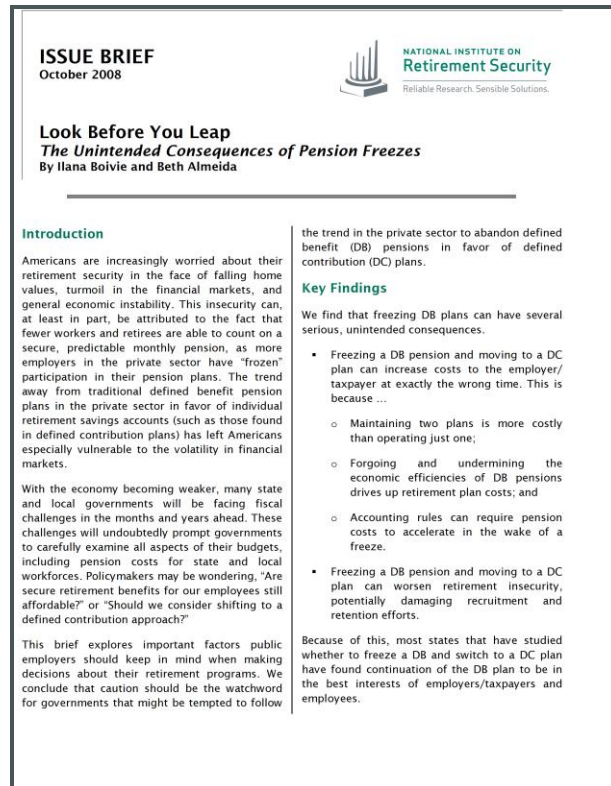 ISSUE BRIEF
October 2008
NATIONAL INSTITUTE ON
Retirement Security
Reliable Research. Sensible Solutions.
Look Before You Leap
The Unintended Consequences of Pension Freezes
By Ilana Boivie and Beth Almeida
Introduction
Americans are increasingly worried about their
retirement security in the face of falling home
values, turmoil in the financial markets, and
general economic instability. This insecurity can,
at least in part, be attributed to the fact that
fewer workers and retirees are able to count on a
secure, predictable monthly pension, as more
employers in the private sector have “frozen”
participation in their pension plans. The trend
away from traditional defined benefit pension
plans in the private sector in favor of individual
retirement savings accounts (such as those found
in defined contribution plans) has left Americans
especially vulnerable to the volatility in financial
markets.
With the economy becoming weaker, many state
and local governments will be facing fiscal
challenges in the months and years ahead. These
challenges will undoubtedly prompt governments
to carefully examine all aspects of their budgets,
including pension costs for state and local
workforces. Policymakers may be wondering, “Are
secure retirement benefits for our employees still
affordable?” or “Should we consider shifting to a
defined contribution approach?”
This brief explores important factors public
employers should keep in mind when making
decisions about their retirement programs. We
conclude that caution should be the watchword
for governments that might be tempted to follow
the trend in the private sector to abandon defined
benefit (DB) pensions in favor of defined
contribution (DC) plans.
Key Findings
We find that freezing DB plans can have several
serious, unintended consequences.
▪ Freezing a DB pension and moving to a DC
plan can increase costs to the employer/
taxpayer at exactly the wrong time. This is
because …
o Maintaining two plans is more costly
than operating just one;
o Forgoing and undermining the
economic efficiencies of DB pensions
drives up retirement plan costs; and
o Accounting rules can require pension
costs to accelerate in the wake of a
freeze.
▪ Freezing a DB pension and moving to a DC
plan can worsen retirement insecurity,
potentially damaging recruitment and
retention efforts.
Because of this, most states that have studied
whether to freeze a DB and switch to a DC plan
have found continuation of the DB plan to be in
the best interests of employers/taxpayers and
employees.